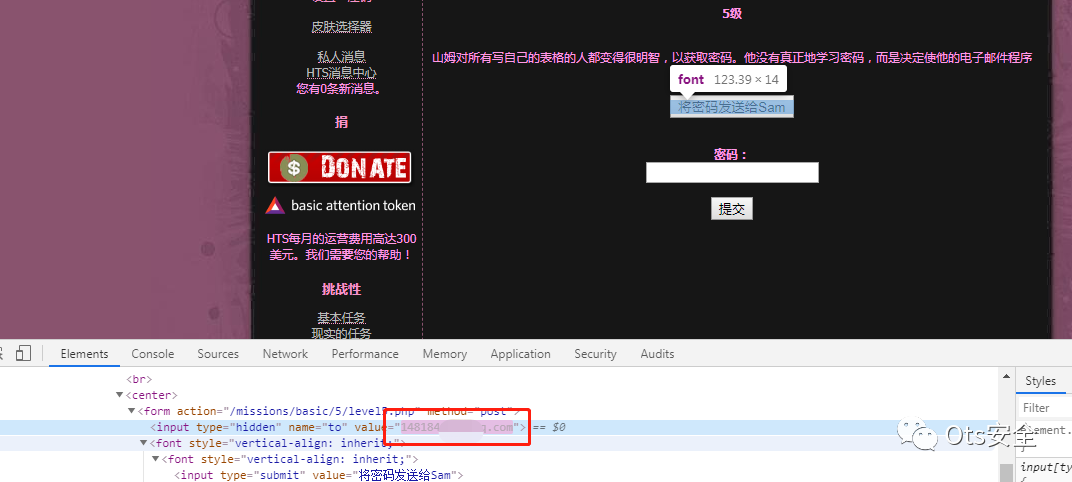 皮肤选择器
私人消息
HTS消息中心
您有0条新消息。
捐
$ DONATE
basic attention token
HTS每月的运营费用高达300
美元。我们需要您的帮助！
挑战性
基本任务
现实的任务
5级
山姆对所有写自己的表格的人都变得很明智，以获取密码。他没有真正地学习密码，而是决定使他的电子邮件程序
font 123.39 × 14
将密码发送给Sam
密码：
提交
Elements Console Sources Network Performance Memory Application Security Audits
<br>
▼<center>
▼<form action="/missions/basic/5/level5.php" method="post">
<input type="hidden" name="to" value="148184 q.com"> == $0
▼<font style="vertical-align: inherit;">
▼<font style="vertical-align: inherit;">
<input type="submit" value="将密码发送给Sam">
Styles
Filter
element.
input[ty
Ots安全